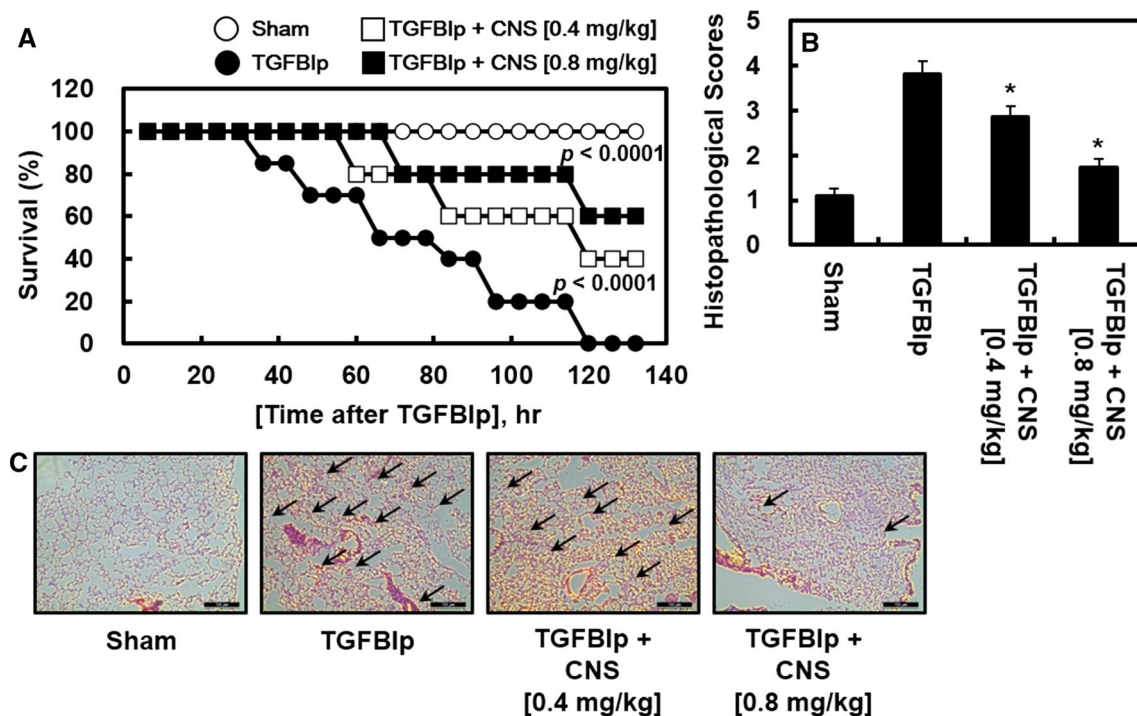 A
Sham
TGFBIp + CNS [0.4 mg/kg]
TGFBIp
TGFBIp + CNS [0.8 mg/kg]
Survival (%)
120
100
80
60
40
20
0
p < 0.0001
p < 0.0001
0 20 40 60 80 100 120 140
[Time after TGFBIp], hr
B
Histopathological Scores
5
4
3
2
1
0
*
*
Sham
TGFBIp
TGFBIp + CNS
[0.4 mg/kg]
TGFBIp + CNS
[0.8 mg/kg]
C
Sham
TGFBIp
TGFBIp +
CNS
[0.4 mg/kg]
TGFBIp +
CNS
[0.8 mg/kg]